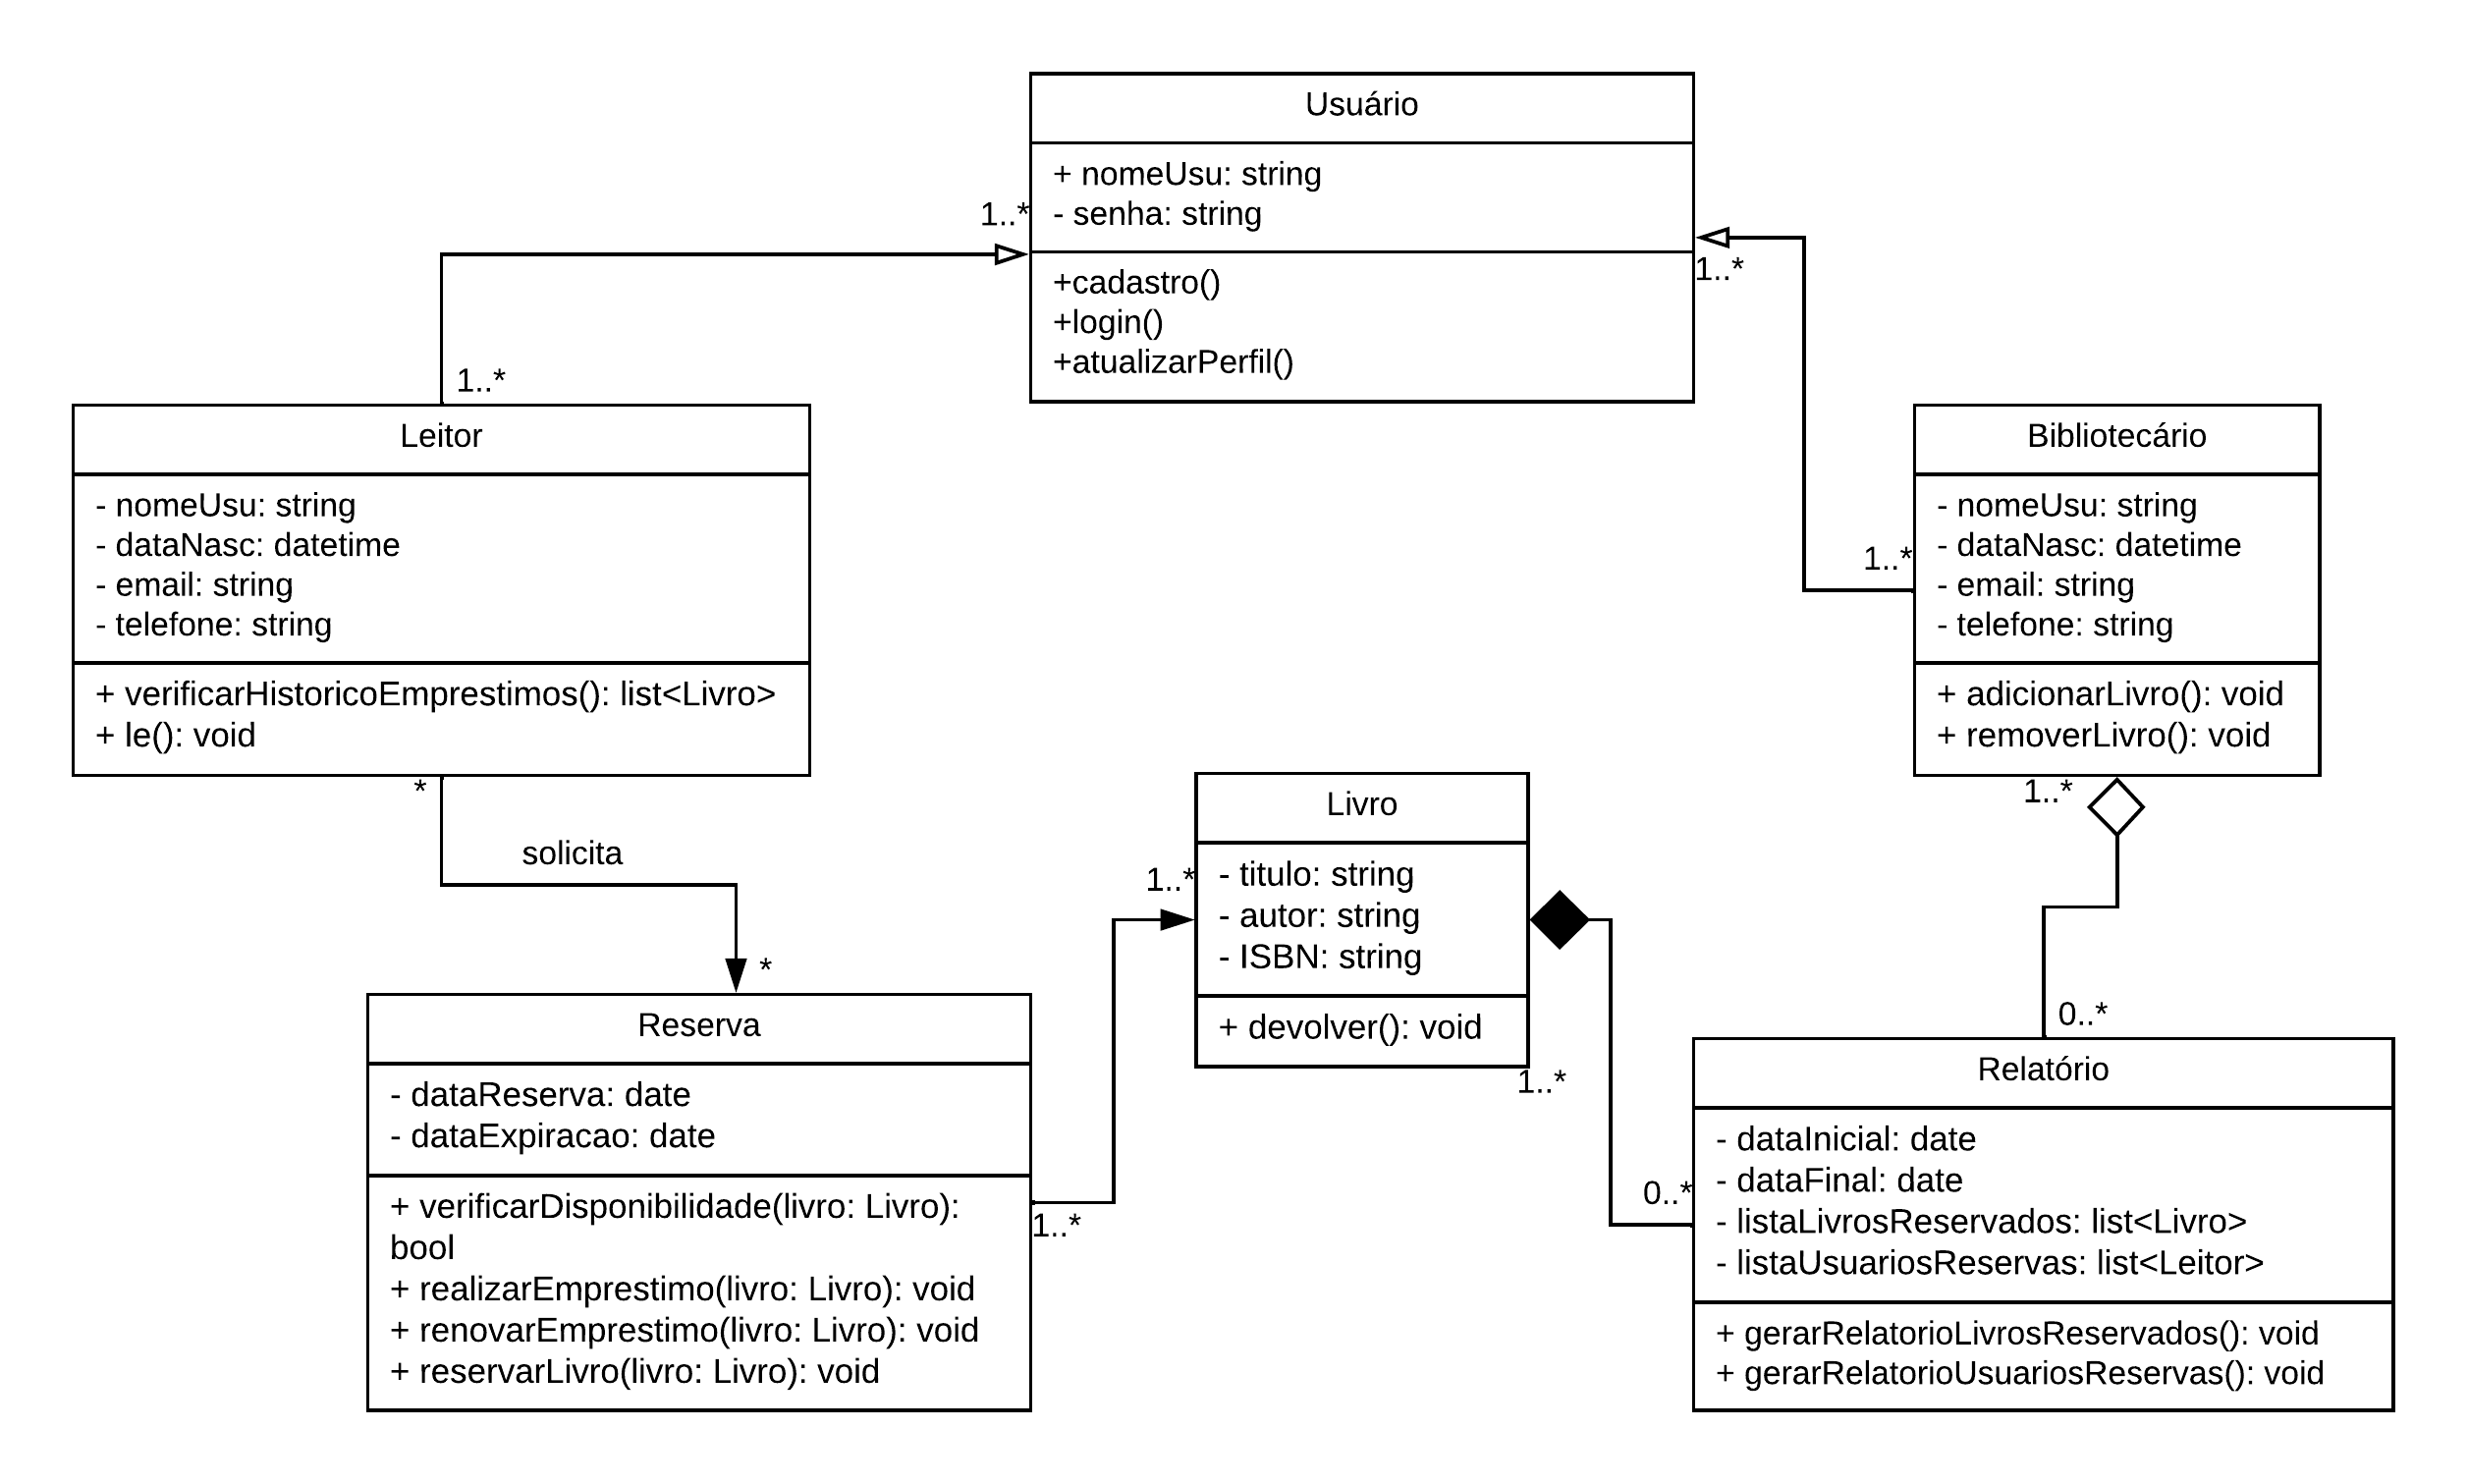 Usuário
+ nomeUsu: string
- senha: string
+cadastro()
+login()
+atualizarPerfil()
1..*
1..*
1..*
1..*
Leitor
- nomeUsu: string
- dataNasc: datetime
- email: string
- telefone: string
+ verificarHistoricoEmprestimos(): list<Livro>
+ le(): void
Bibliotecário
- nomeUsu: string
- dataNasc: datetime
- email: string
- telefone: string
+ adicionarLivro(): void
+ removerLivro(): void
*
solicita
*
1..*
0..*
Livro
- titulo: string
- autor: string
- ISBN: string
+ devolver(): void
1..*
1..*
1..*
0..*
Reserva
- dataReserva: date
- dataExpiracao: date
+ verificarDisponibilidade(livro: Livro):
bool
+ realizarEmprestimo(livro: Livro): void
+ renovarEmprestimo(livro: Livro): void
+ reservarLivro(livro: Livro): void
Relatório
- dataInicial: date
- dataFinal: date
- listaLivrosReservados: list<Livro>
- listaUsuariosReservas: list<Leitor>
+ gerarRelatorioLivrosReservados(): void
+ gerarRelatorioUsuariosReservas(): void